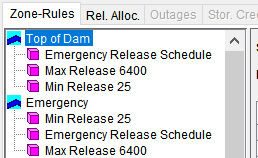 Zone-Rules Rel. Alloc. Outages Stor. Cre
Top of Dam
Emergency Release Schedule
Max Release 6400
Min Release 25
Emergency
Min Release 25
Emergency Release Schedule
Max Release 6400